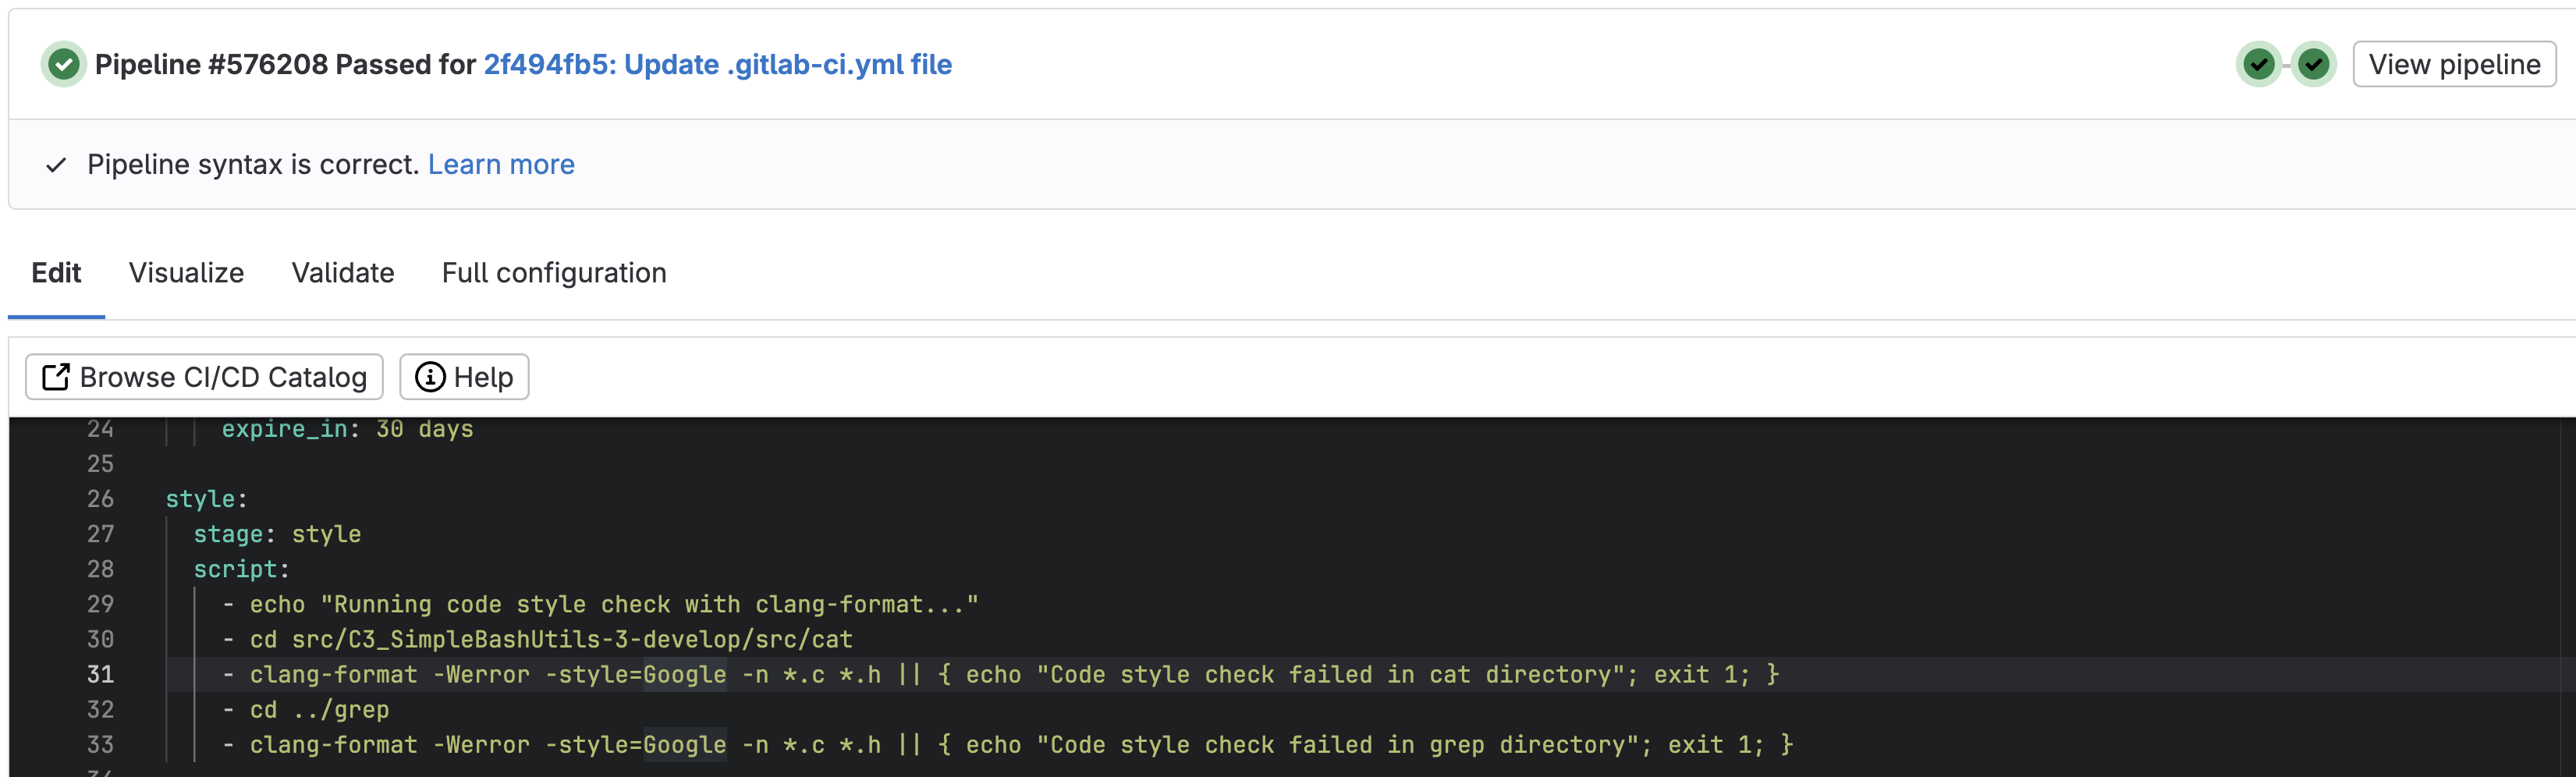 Pipeline #576208 Passed for 2f494fb5: Update .gitlab-ci.yml file
View pipeline
Pipeline syntax is correct. Learn more
Edit Visualize Validate Full configuration
Browse CI/CD Catalog Help
24 expire_in: 30 days
25
26 style:
27 stage: style
28 script:
29 - echo "Running code style check with clang-format..."
30 - cd src/C3_SimpleBashUtils-3-develop/src/cat
31 - clang-format -Werror -style=Google -n *.c *.h || { echo "Code style check failed in cat directory"; exit 1; }
32 - cd ../grep
33 - clang-format -Werror -style=Google -n *.c *.h || { echo "Code style check failed in grep directory"; exit 1; }